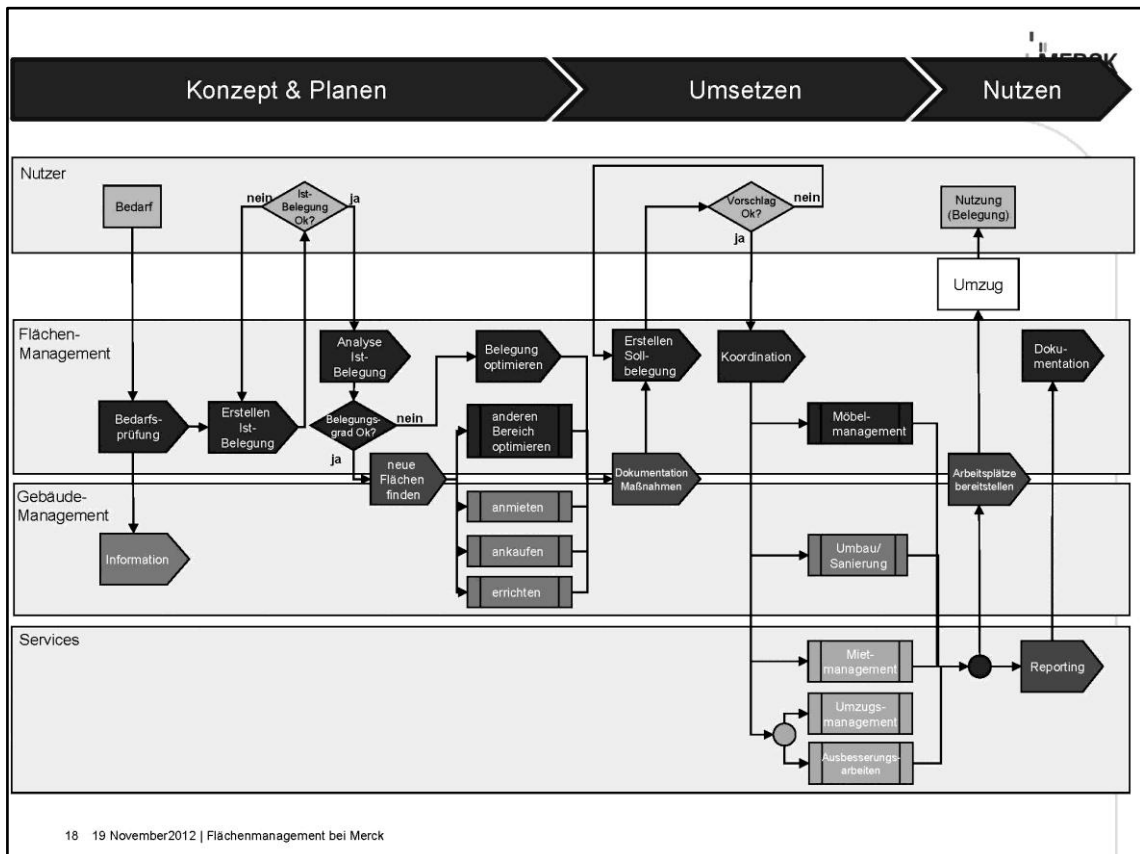 MERCK
Konzept & Planen
Umsetzen
Nutzen
Nutzer
Bedarf
nein
Ist-
Belegung
Ok?
ja
Vorschlag
Ok?
nein
ja
Nutzung
(Belegung)
Umzug
Flächen-
Management
Analyse
Ist-
Belegung
Belegung
optimieren
Erstellen
Soll-
belegung
Koordination
Doku-
mentation
Bedarfs-
prüfung
Erstellen
Ist-
Belegung
Belegungs-
grad Ok?
nein
ja
anderen
Bereich
optimieren
Möbel-
management
neue
Flächen
finden
Dokumentation
Maßnahmen
Arbeitsplätze
bereitstellen
Gebäude-
Management
Information
anmieten
ankaufen
errichten
Umbau/
Sanierung
Services
Miet-
management
Umzugs-
management
Ausbesserungs-
arbeiten
Reporting
18 19 November2012 | Flächenmanagement bei Merck